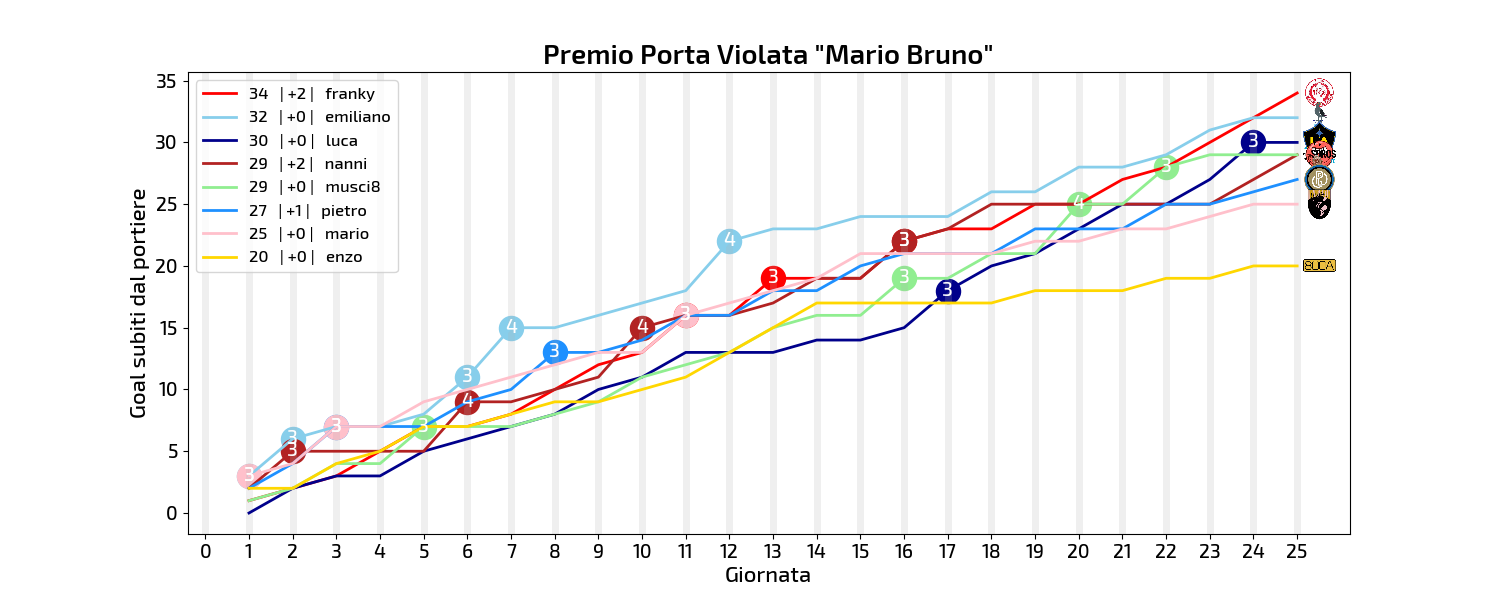 Premio Porta Violata "Mario Bruno"
34 | +2 | franky
32 | +0 | emiliano
30 | +0 | luca
29 | +2 | nanni
29 | +0 | musci8
27 | +1 | pietro
25 | +0 | mario
20 | +0 | enzo
Goal subiti dal portiere
35
30
25
20
15
10
5
0
3
3
3
3
3
3
4
4
3
4
3
4
3
3
3
3
4
3
3
SUCA
0 1 2 3 4 5 6 7 8 9 10 11 12 13 14 15 16 17 18 19 20 21 22 23 24 25
Giornata